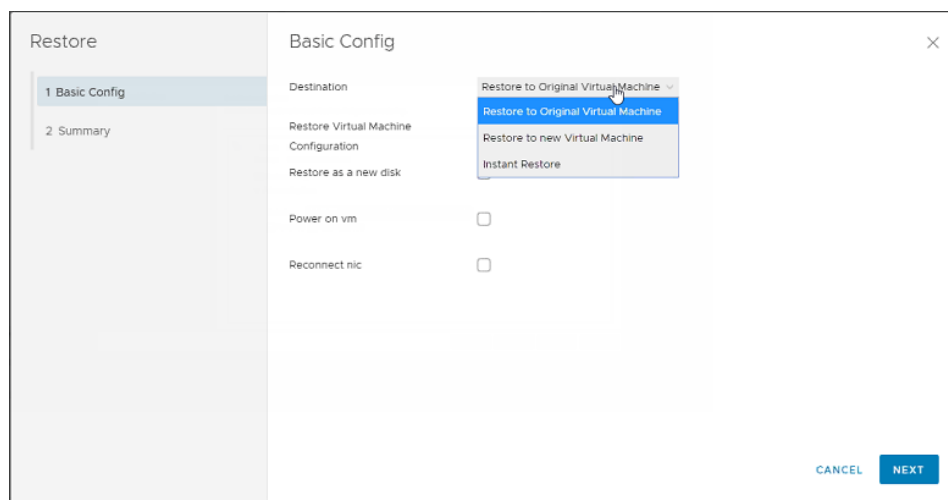 Restore
1 Basic Config
2 Summary
Basic Config
Destination
Restore to Original Virtual Machine
Restore to Original Virtual Machine
Restore to new Virtual Machine
Instant Restore
Restore Virtual Machine
Configuration
Restore as a new disk
Power on vm
Reconnect nic
CANCEL
NEXT